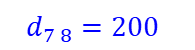 d₇ ₈ = 200